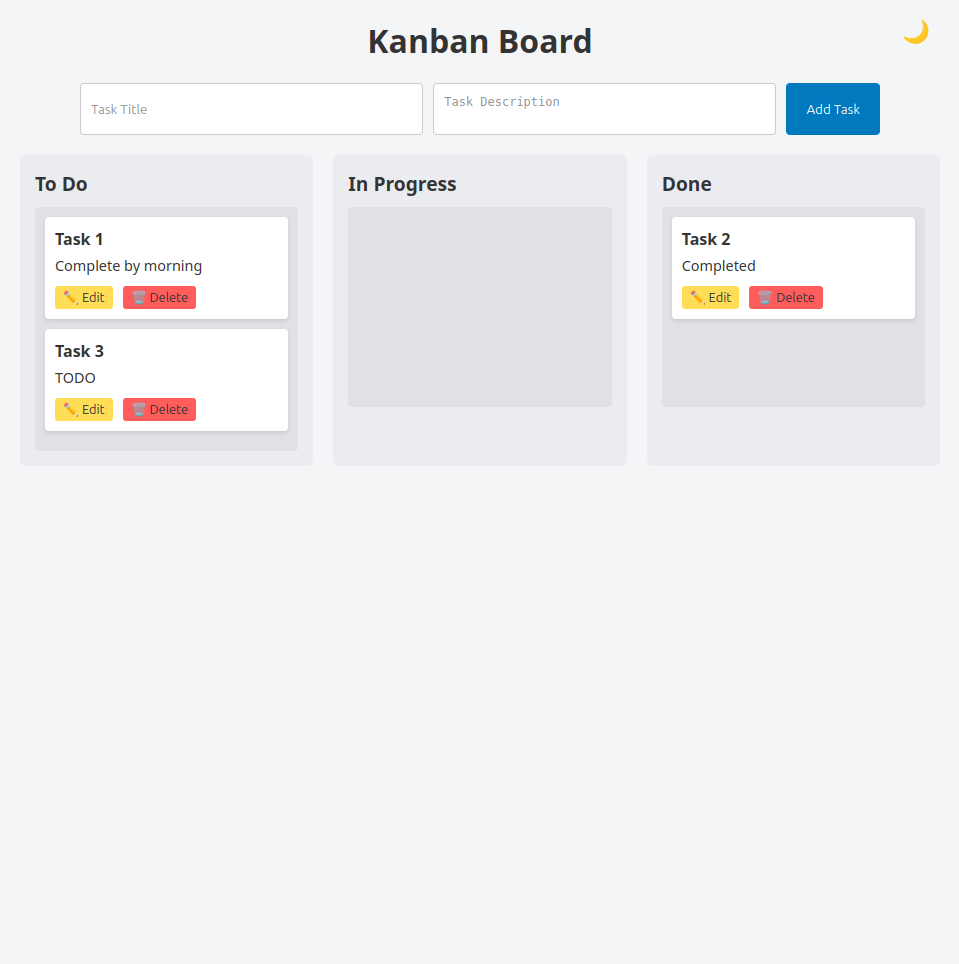 Kanban Board
Task Title
Task Description
Add Task
To Do
Task 1
Complete by morning
Edit
Delete
Task 3
TODO
Edit
Delete
In Progress
Done
Task 2
Completed
Edit
Delete